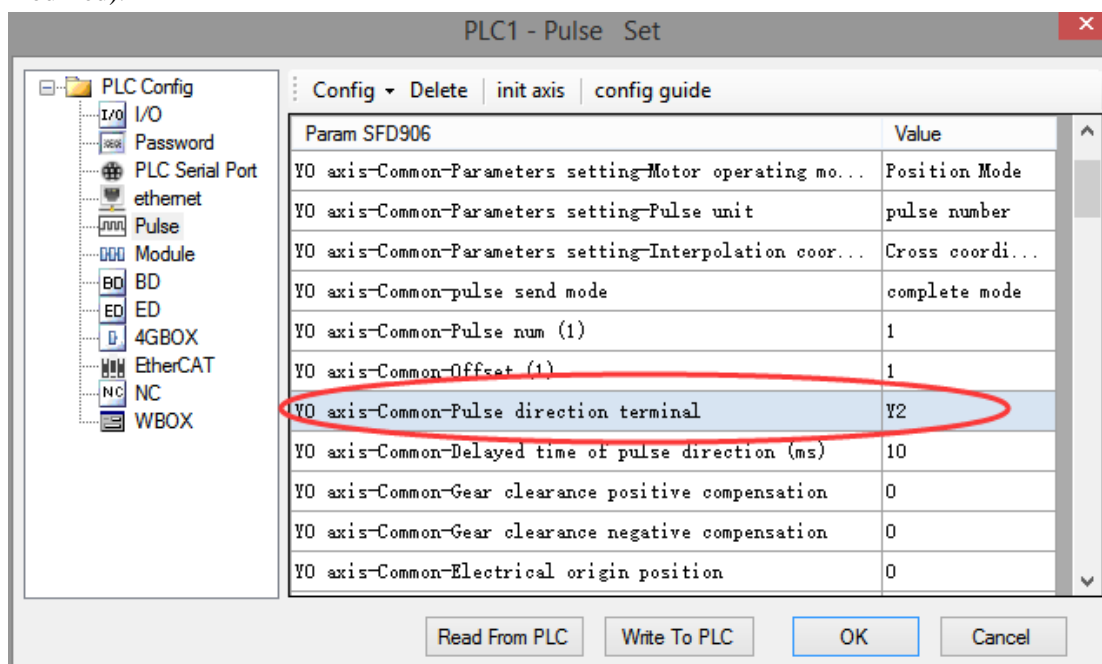 PLC1 - Pulse Set
PLC Config
I/O
Password
PLC Serial Port
ethernet
Pulse
Module
BD
ED
4GBOX
EtherCAT
NC
WBOX
Config Delete init axis config guide
Param SFD906 Value
Y0 axis-Common-Parameters setting-Motor operating mo... Position Mode
Y0 axis-Common-Parameters setting-Pulse unit pulse number
Y0 axis-Common-Parameters setting-Interpolation coor... Cross coordi...
Y0 axis-Common-pulse send mode complete mode
Y0 axis-Common-Pulse num (1) 1
Y0 axis-Common-Offset (1) 1
Y0 axis-Common-Pulse direction terminal Y2
Y0 axis-Common-Delayed time of pulse direction (ms) 10
Y0 axis-Common-Gear clearance positive compensation 0
Y0 axis-Common-Gear clearance negative compensation 0
Y0 axis-Common-Electrical origin position 0
Read From PLC Write To PLC OK Cancel